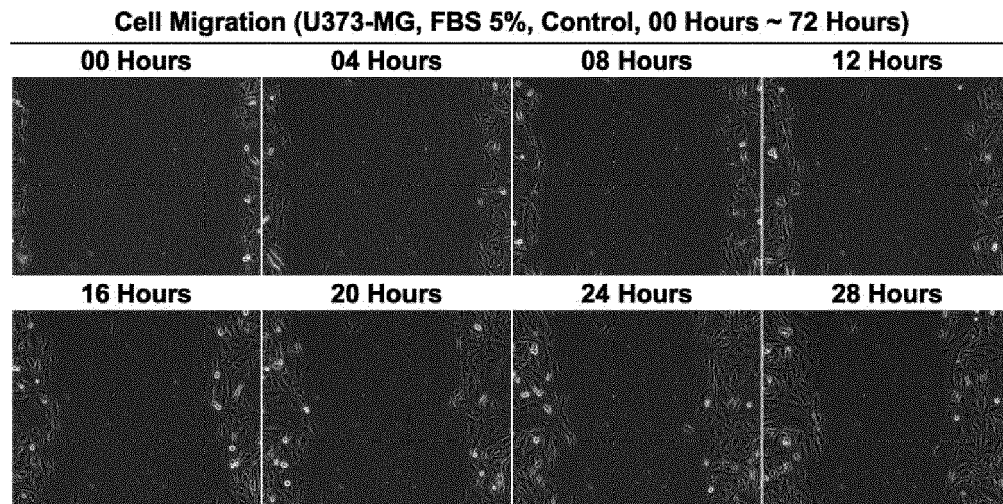 Cell Migration (U373-MG, FBS 5%, Control, 00 Hours ~ 72 Hours)
00 Hours 04 Hours 08 Hours 12 Hours
16 Hours 20 Hours 24 Hours 28 Hours